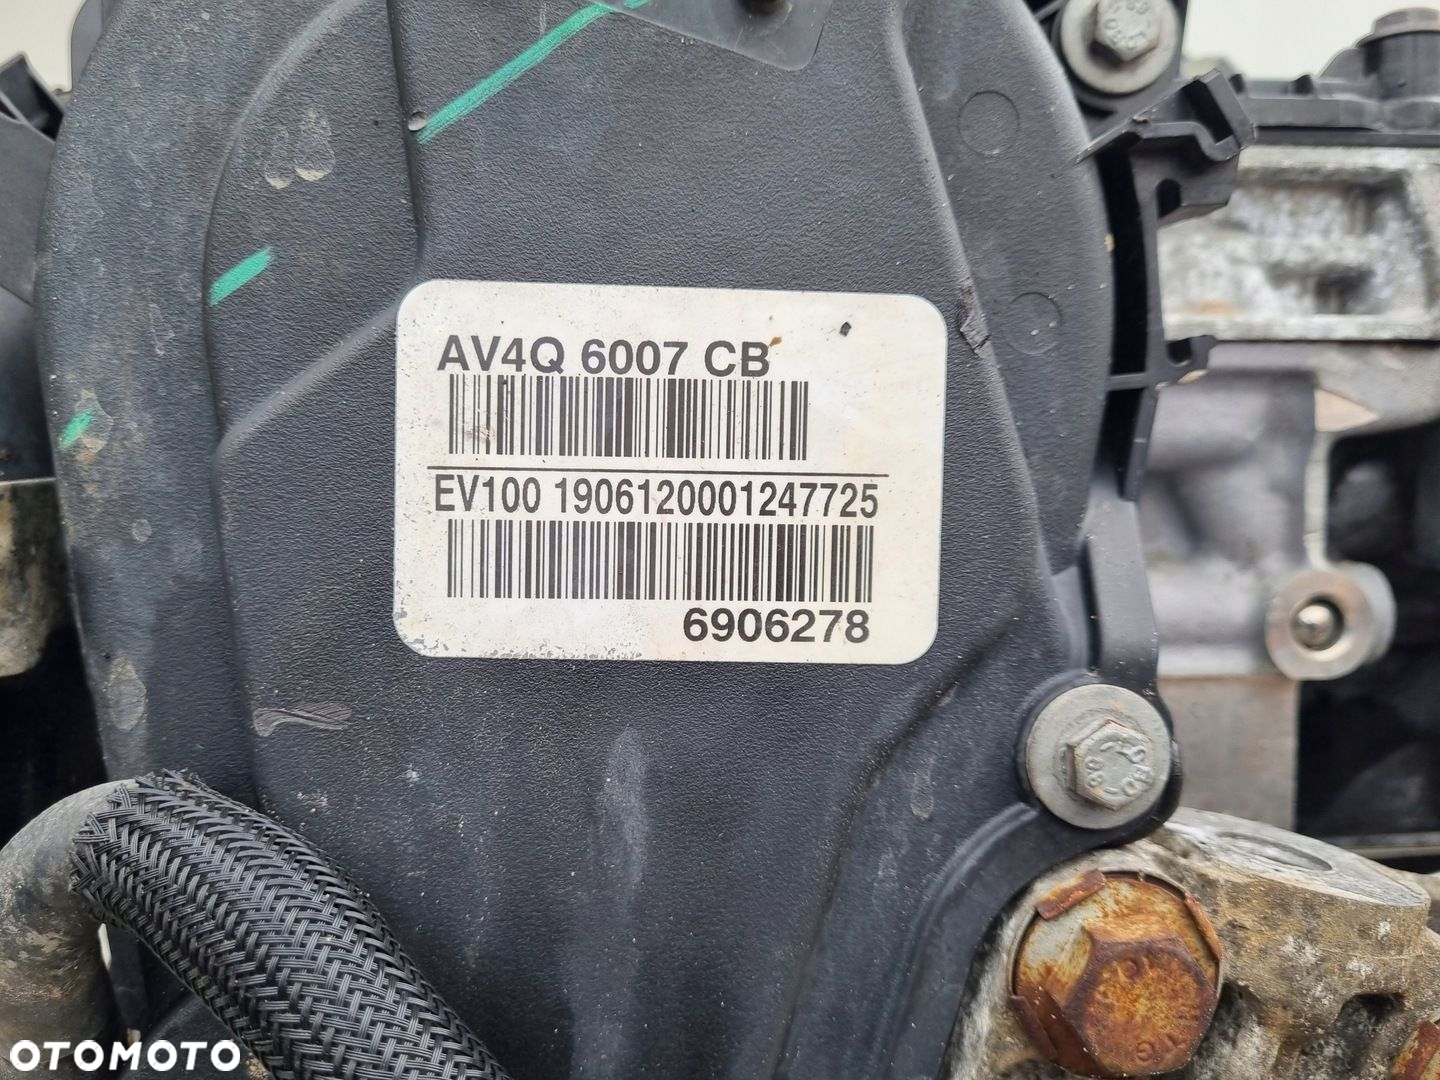 AV4Q 6007 CB
EV100 1906120001247725
6906278
OTOMOTO